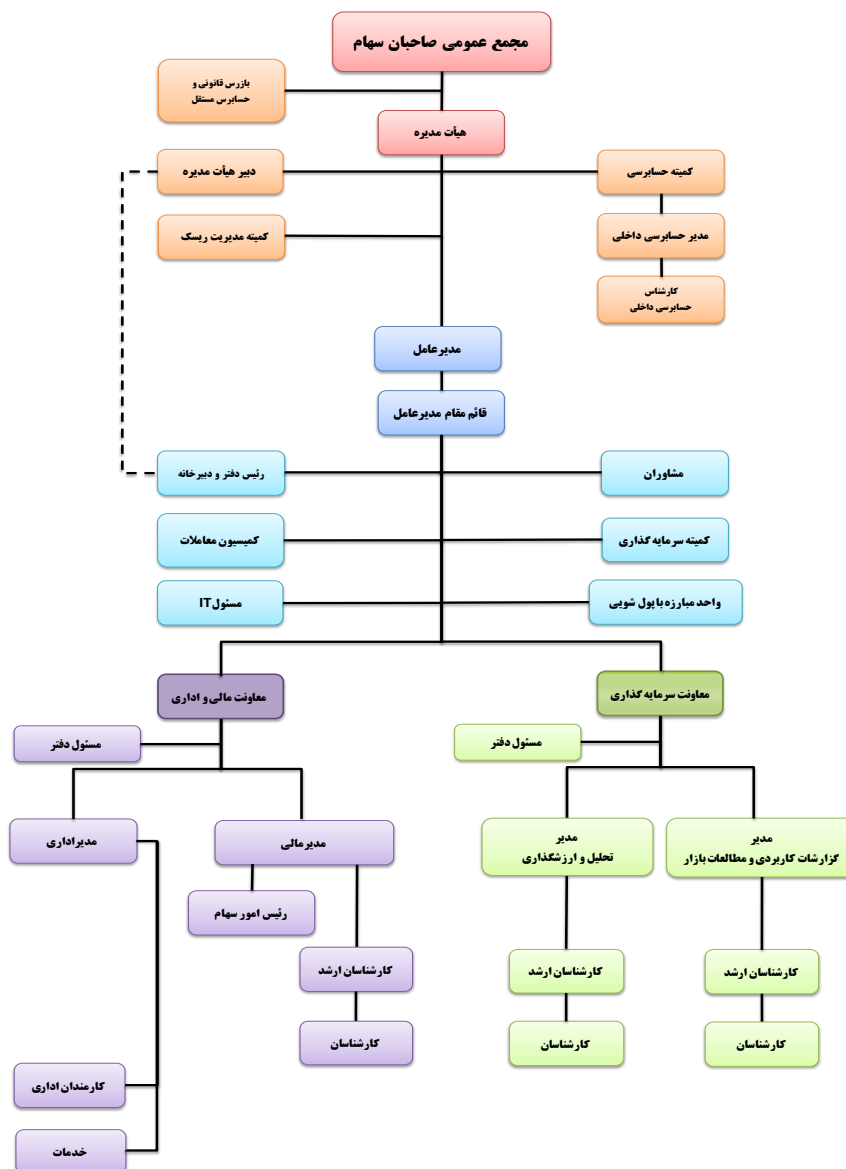 مجمع عمومی صاحبان سهام
بازرس قانونی و
حسابرس مستقل
هیأت مدیره
کمیته حسابرسی
دبیر هیأت مدیره
مدیر حسابرسی داخلی
کمیته مدیریت ریسک
کارشناس
حسابرسی داخلی
مدیرعامل
قائم مقام مدیرعامل
مشاوران
رئیس دفتر و دبیرخانه
کمیته سرمایه گذاری
کمیسیون معاملات
واحد مبارزه با پول شویی
مسئول IT
معاونت سرمایه گذاری
معاونت مالی و اداری
مسئول دفتر
مسئول دفتر
مدیر
گزارشات کاربردی و مطالعات بازار
مدیر
تحلیل و ارزشگذاری
مدیرمالی
مدیراداری
رئیس امور سهام
کارشناسان ارشد
کارشناسان ارشد
کارشناسان ارشد
کارشناسان
کارشناسان
کارشناسان
کارمندان اداری
خدمات